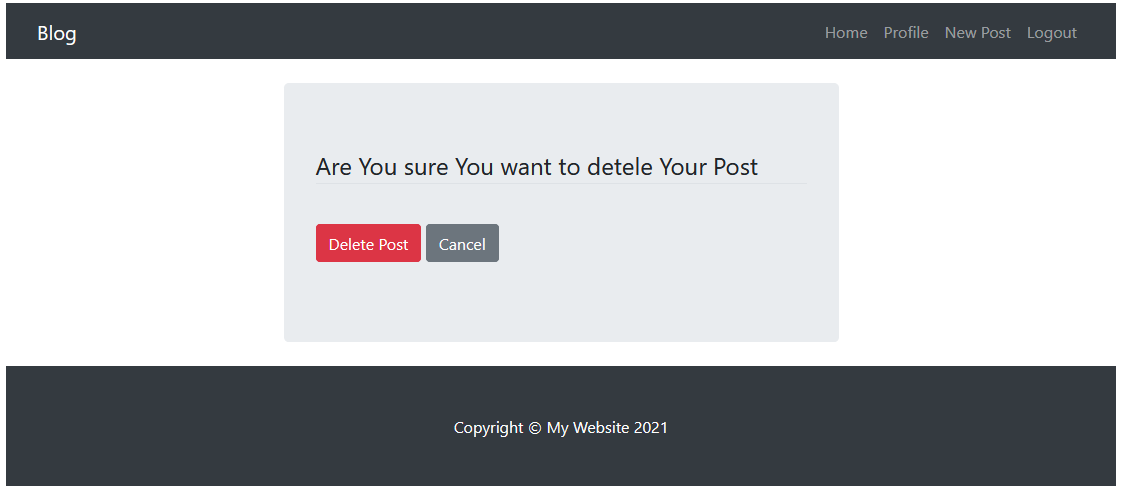 Blog
Home Profile New Post Logout
Are You sure You want to detele Your Post
Delete Post Cancel
Copyright © My Website 2021